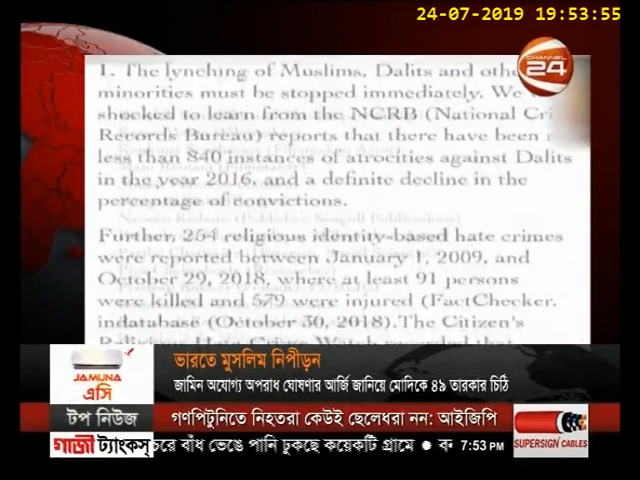 24-07-2019 19:53:55
CHANNEL 24
1. The lynching of Muslims, Dalits and othe
minorities must be stopped immediately. We
shocked to learn from the NCRB (National Cri
Records Bureau) reports that there have been
less than 840 instances of atrocities against Dalits
in the year 2016, and a definite decline in the
percentage of convictions.
Further, 254 religious identity-based hate crimes
were reported between January 1, 2009, and
October 29, 2018, where at least 91 persons
were killed and 579 were injured (FactChecker.
indatabase (October 30, 2018).The Citizen's
JAMUNA
এসি
ভারতে মুসলিম নিপীড়ন
জামিন অযোগ্য অপরাধ ঘোষণার আর্জি জানিয়ে মোদিকে ৪৯ তারকার চিঠি
টপ নিউজ
গণপিটুনিতে নিহতরা কেউই ছেলেধরা নন: আইজিপি
SUPERSIGN CABLES
গাজী ট্যাংকস্
চরে বাঁধ ভেঙে পানি ঢুকছে কয়েকটি গ্রামে ● ব
7:53 PM